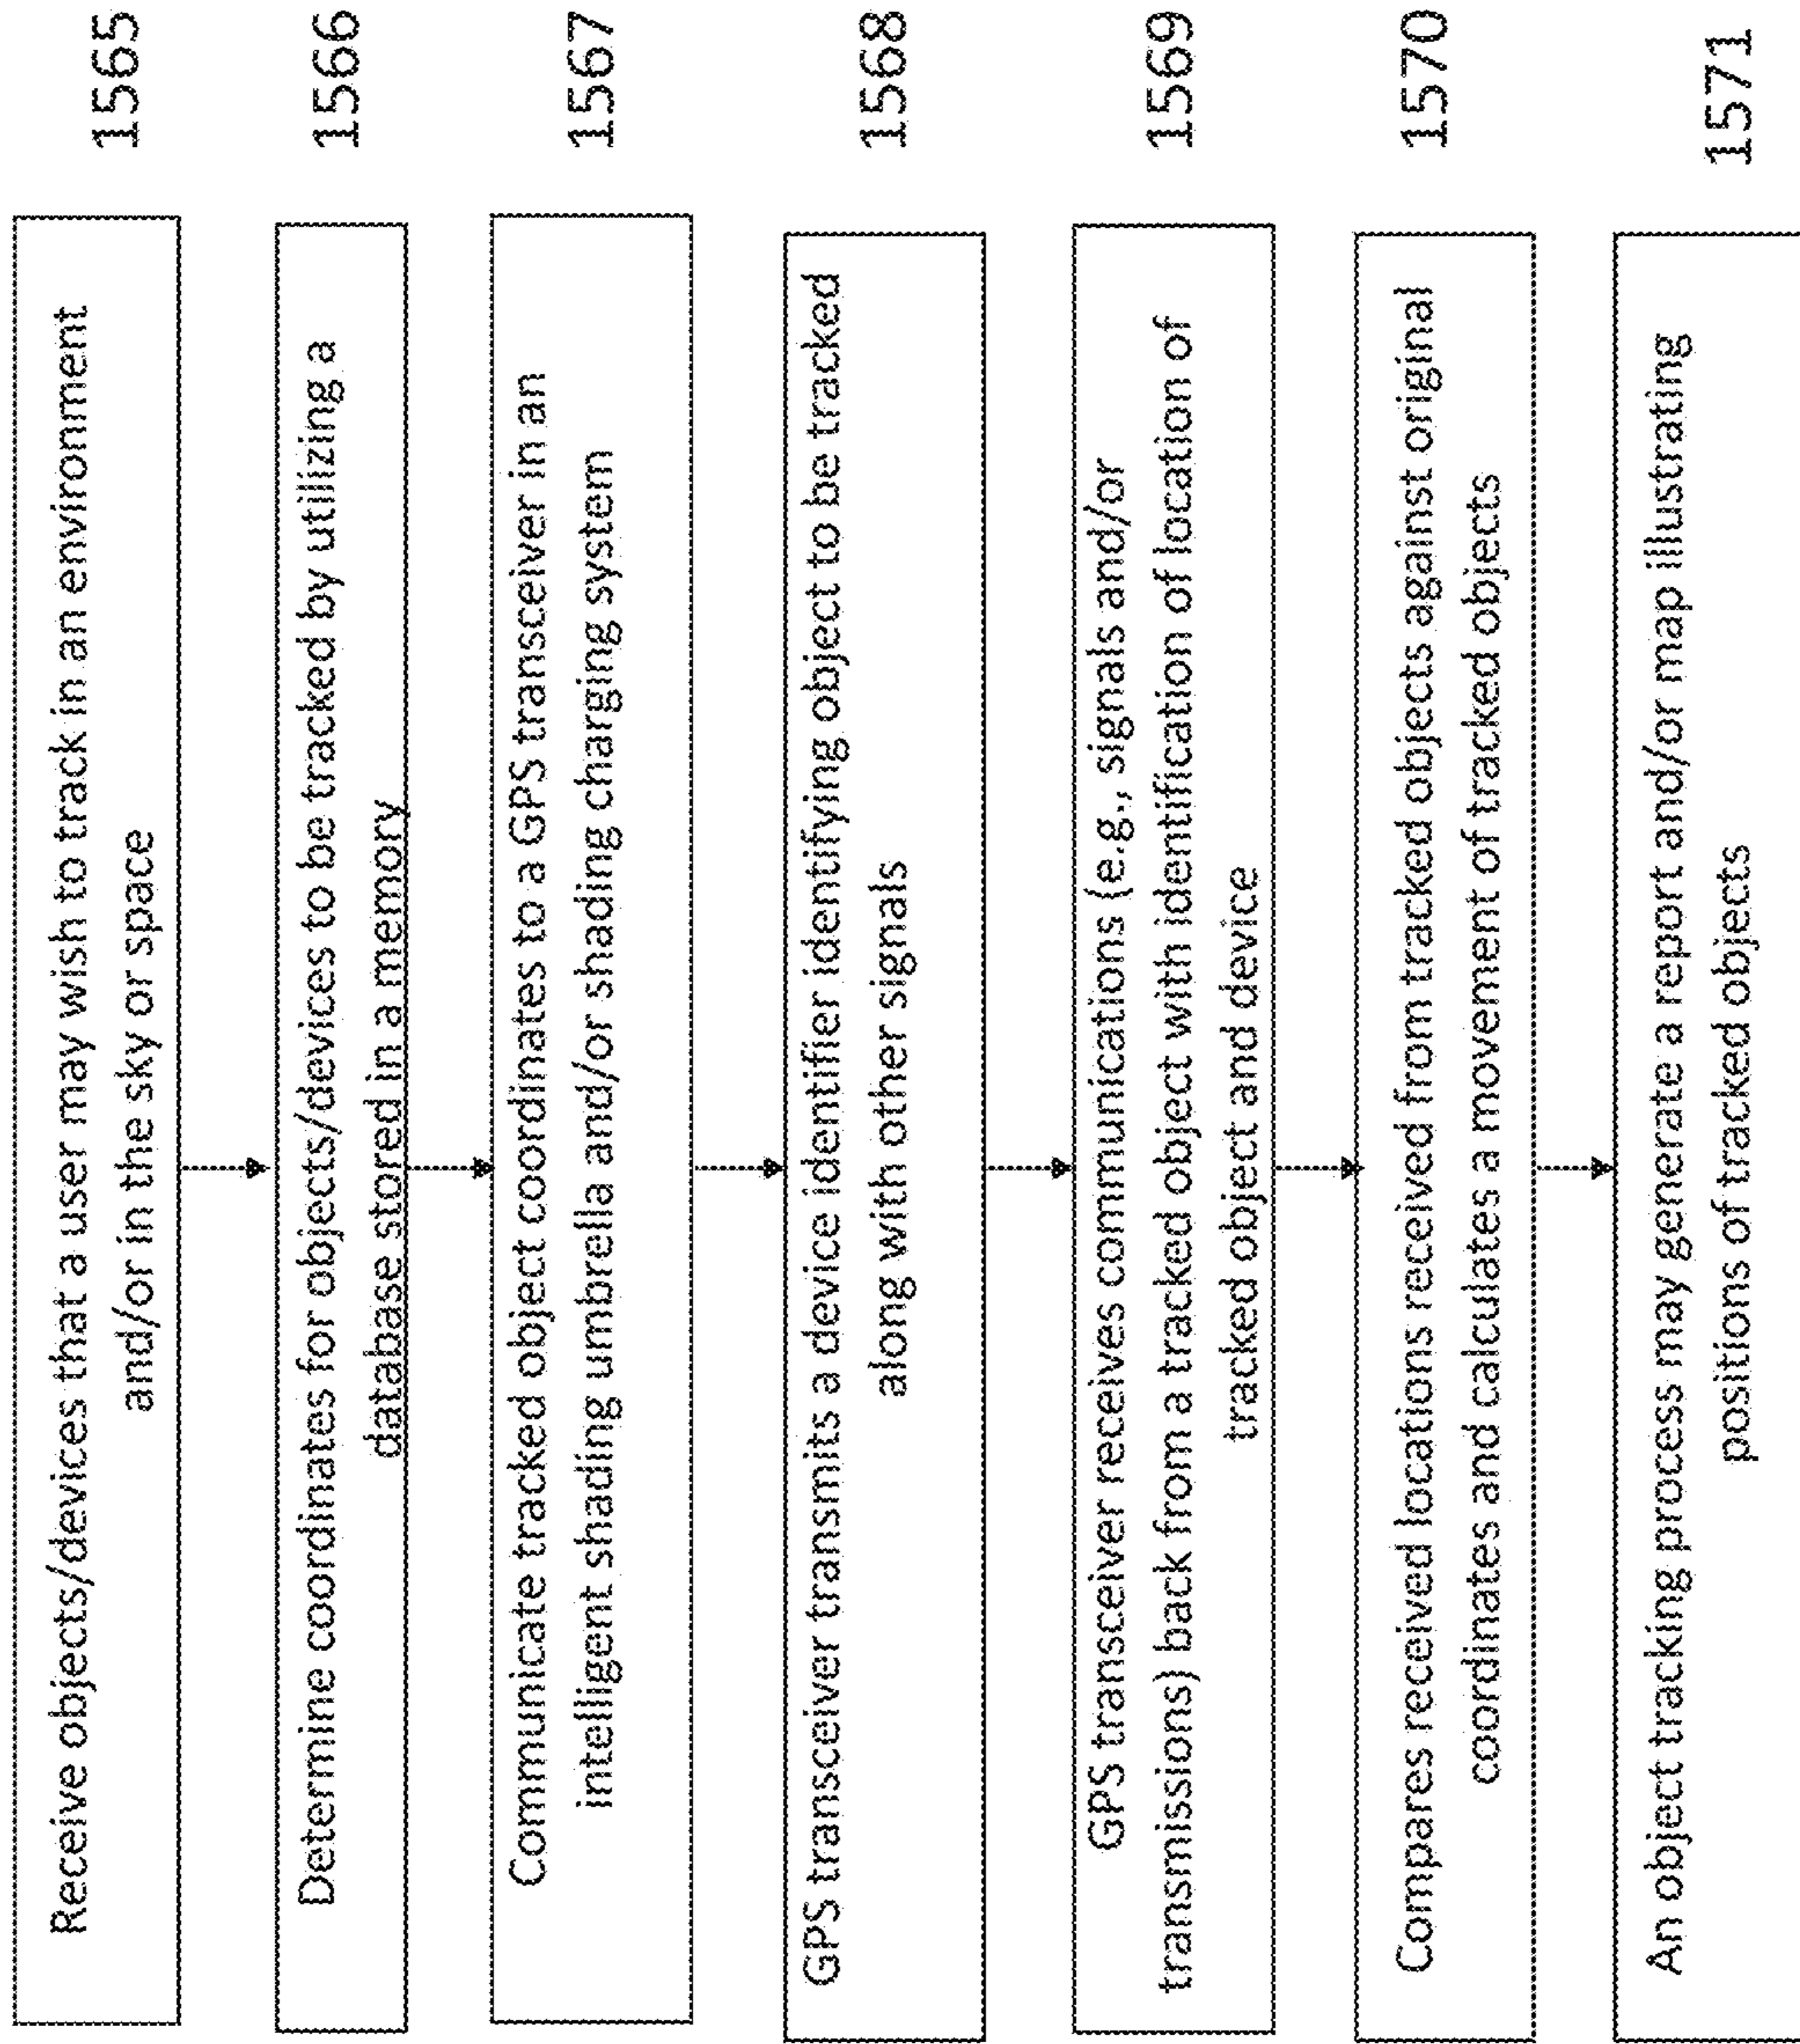 Receive objects/devices that a user may wish to track in an environment
and/or in the sky or space
1565
Determine coordinates for objects/devices to be tracked by utilizing a
database stored in a memory
1566
Communicate tracked object coordinates to a GPS transceiver in an
intelligent shading umbrella and/or shading charging system
1567
GPS transceiver transmits a device identifier identifying object to be tracked
along with other signals
1568
GPS transceiver receives communications (e.g., signals and/or
transmissions) back from a tracked object with identification of location of
tracked object and device
1569
Compares received locations received from tracked objects against original
coordinates and calculates a movement of tracked objects
1570
An object tracking process may generate a report and/or map illustrating
positions of tracked objects
1571